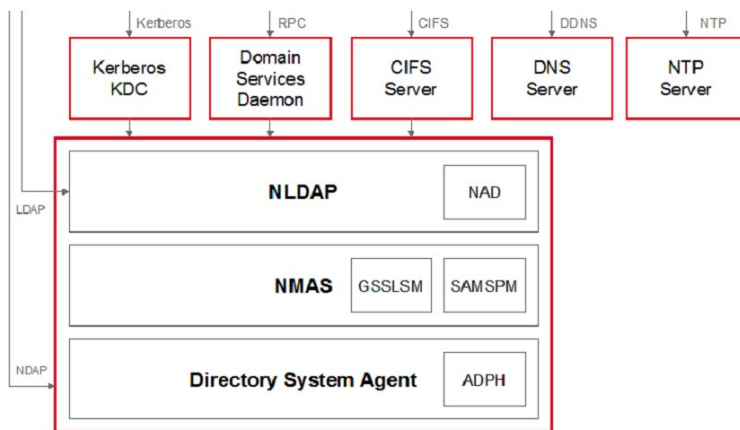 Kerberos
RPC
CIFS
DDNS
NTP
Kerberos
KDC
Domain
Services
Daemon
CIFS
Server
DNS
Server
NTP
Server
NLDAP
NAD
LDAP
NMAS
GSSLSM
SAMSPM
NDAP
Directory System Agent
ADPH